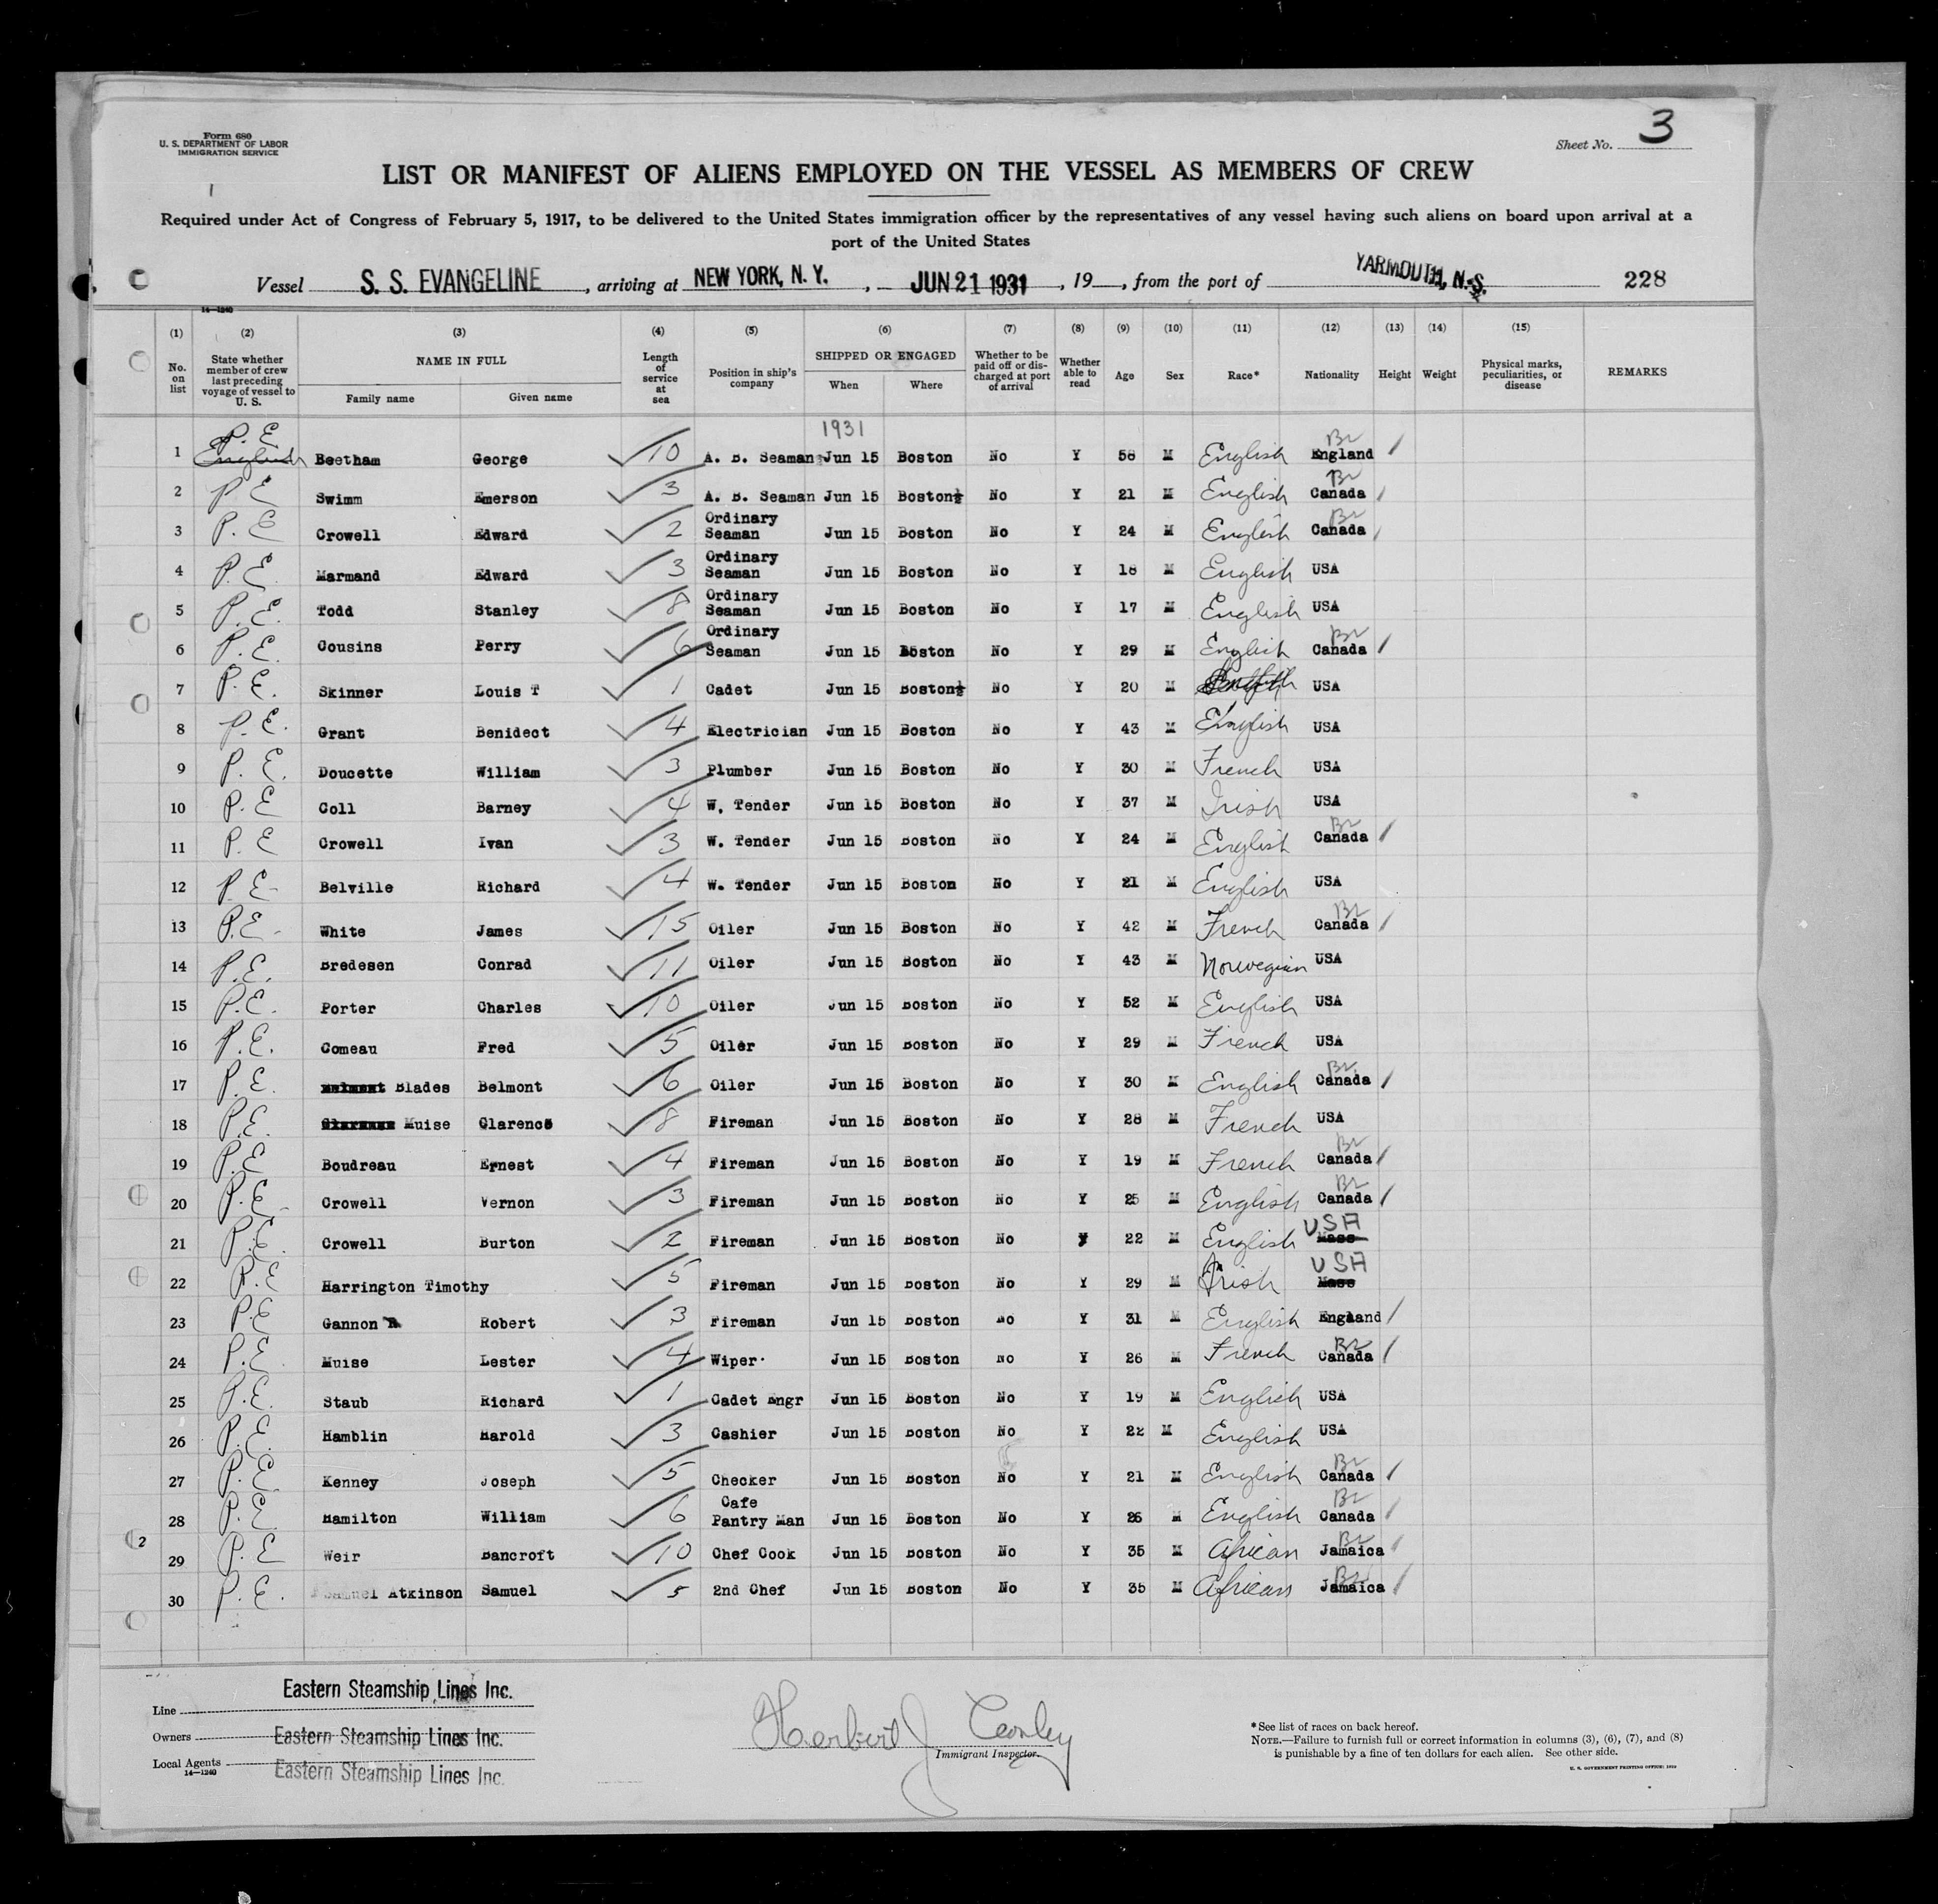 Form 680
U. S. DEPARTMENT OF LABOR
IMMIGRATION SERVICE
Sheet No. 3
LIST OR MANIFEST OF ALIENS EMPLOYED ON THE VESSEL AS MEMBERS OF CREW
Required under Act of Congress of February 5, 1917, to be delivered to the United States immigration officer by the representatives of any vessel having such aliens on board upon arrival at a
port of the United States
Vessel S. S. EVANGELINE, arriving at NEW YORK, N. Y., JUN 21 1931, 19__, from the port of YARMOUTH, N.S. 228
14—1240
(1) (2) (3) (4) (5) (6) (7) (8) (9) (10) (11) (12) (13) (14) (15)
No. on list State whether member of crew last preceding voyage of vessel to U. S. NAME IN FULL Family name Given name Length of service at sea Position in ship's company SHIPPED OR ENGAGED When Where Whether to be paid off or discharged at port of arrival Whether able to read Age Sex Race* Nationality Height Weight Physical marks, peculiarities, or disease REMARKS
1931
1 P. E English Beetham George 10 A. B. Seaman Jun 15 Boston No Y 58 M English Br England
2 P E Swimm Emerson 3 A. B. Seaman Jun 15 Boston No Y 21 M English Br Canada
3 P. E Crowell Edward 2 Ordinary Seaman Jun 15 Boston No Y 24 M English Br Canada
4 P. E. Marmand Edward 3 Ordinary Seaman Jun 15 Boston No Y 18 M English USA
5 P. E. Todd Stanley 8 Ordinary Seaman Jun 15 Boston No Y 17 M English USA
6 P. E. Cousins Perry 6 Ordinary Seaman Jun 15 Boston No Y 29 M English Br Canada
7 P. E. Skinner Louis T 1 Cadet Jun 15 Boston No Y 20 M USA
8 P. E. Grant Benidect 4 Electrician Jun 15 Boston No Y 43 M English USA
9 P. E. Doucette William 3 Plumber Jun 15 Boston No Y 30 M French USA
10 P. E Coll Barney 4 W. Tender Jun 15 Boston No Y 37 M Irish USA
11 P. E Crowell Ivan 3 W. Tender Jun 15 Boston No Y 24 M English Br Canada
12 P E- Belville Richard 4 W. Tender Jun 15 Boston No Y 21 M English USA
13 P.E - White James 15 Oiler Jun 15 Boston No Y 42 M French Br Canada
14 P.E. Bredesen Conrad 11 Oiler Jun 15 Boston No Y 43 M Norwegian USA
15 P.E. Porter Charles 10 Oiler Jun 15 Boston No Y 52 M English USA
16 P.E. Comeau Fred 5 Oiler Jun 15 Boston No Y 29 M French USA
17 P.E. Blades Belmont 6 Oiler Jun 15 Boston No Y 30 M English Br Canada
18 P.E. Muise Clarence 8 Fireman Jun 15 Boston No Y 28 M French USA
19 P.E Boudreau Ernest 4 Fireman Jun 15 Boston No Y 19 M French Br Canada
20 P.E - Crowell Vernon 3 Fireman Jun 15 Boston No Y 25 M English Br Canada
21 P.E. Crowell Burton 2 Fireman Jun 15 Boston No Y 22 M English USA Mass
22 P.E Harrington Timothy 5 Fireman Jun 15 Boston No Y 29 M Irish USA Mass
23 P.E Gannon Robert 3 Fireman Jun 15 Boston No Y 31 M English England
24 P.E. Muise Lester 4 Wiper Jun 15 Boston No Y 26 M French Br Canada
25 P.E. Staub Richard 1 Cadet Engr Jun 15 Boston No Y 19 M English USA
26 P.E. Hamblin Harold 3 Cashier Jun 15 Boston No Y 22 M English USA
27 P. E Kenney Joseph 5 Checker Jun 15 Boston No Y 21 M English Br Canada
28 P. E. Hamilton William 6 Cafe Pantry Man Jun 15 Boston No Y 26 M English Br Canada
29 P. E Weir Bancroft 10 Chef Cook Jun 15 Boston No Y 35 M African Br Jamaica
30 P. E. Samuel Atkinson Samuel 5 2nd Chef Jun 15 Boston No Y 35 M African Br Jamaica
Line Eastern Steamship Lines Inc.
Owners Eastern Steamship Lines Inc.
Local Agents Eastern Steamship Lines Inc.
14—1240
Herbert J
Immigrant Inspector.
*See list of races on back hereof.
NOTE.—Failure to furnish full or correct information in columns (3), (6), (7), and (8)
is punishable by a fine of ten dollars for each alien. See other side.
U. S. GOVERNMENT PRINTING OFFICE: 1929